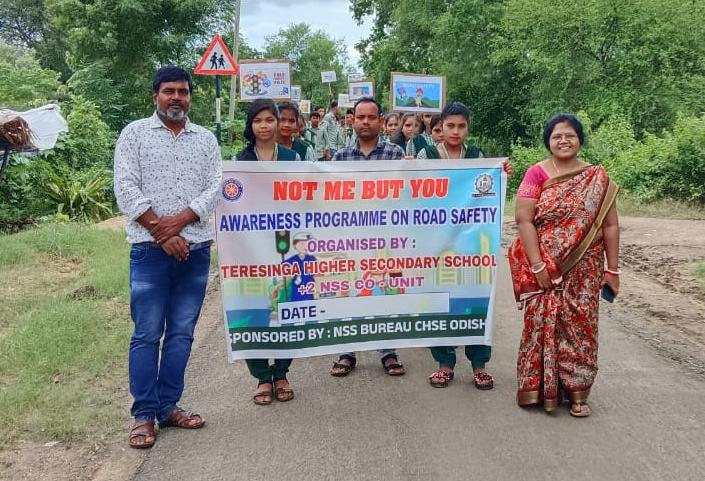 NOT ME BUT YOU
AWARENESS PROGRAMME ON ROAD SAFETY
ORGANISED BY :
TERESINGA HIGHER SECONDARY SCHOOL
+2 NSS CO - UNIT
DATE -
SPONSORED BY : NSS BUREAU CHSE ODISH